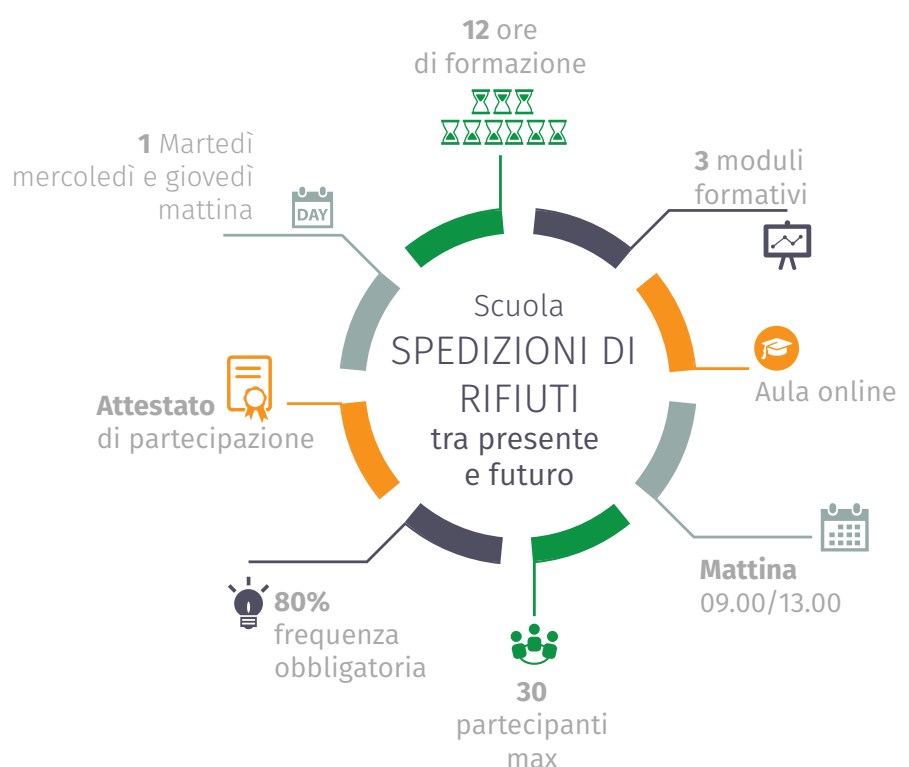 12 ore
di formazione
1 Martedì
mercoledì e giovedì
mattina
DAY
3 moduli
formativi
Scuola
SPEDIZIONI DI
RIFIUTI
tra presente
e futuro
Aula online
Attestato
di partecipazione
Mattina
09.00/13.00
80%
frequenza
obbligatoria
30
partecipanti
max